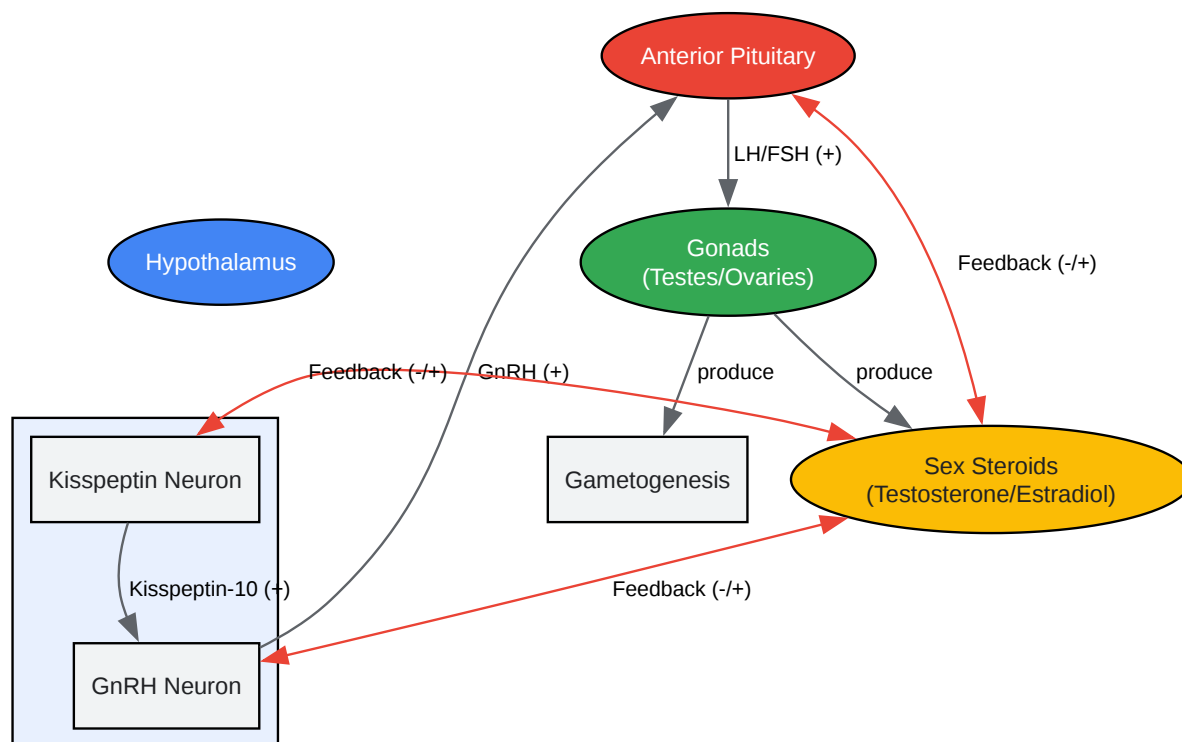 Anterior Pituitary
LH/FSH (+)
Hypothalamus
Gonads
(Testes/Ovaries)
Feedback (-/+)
Feedback (-/+)
GnRH (+)
produce
produce
Kisspeptin Neuron
Gametogenesis
Sex Steroids
(Testosterone/Estradiol)
Kisspeptin-10 (+)
Feedback (-/+)
GnRH Neuron